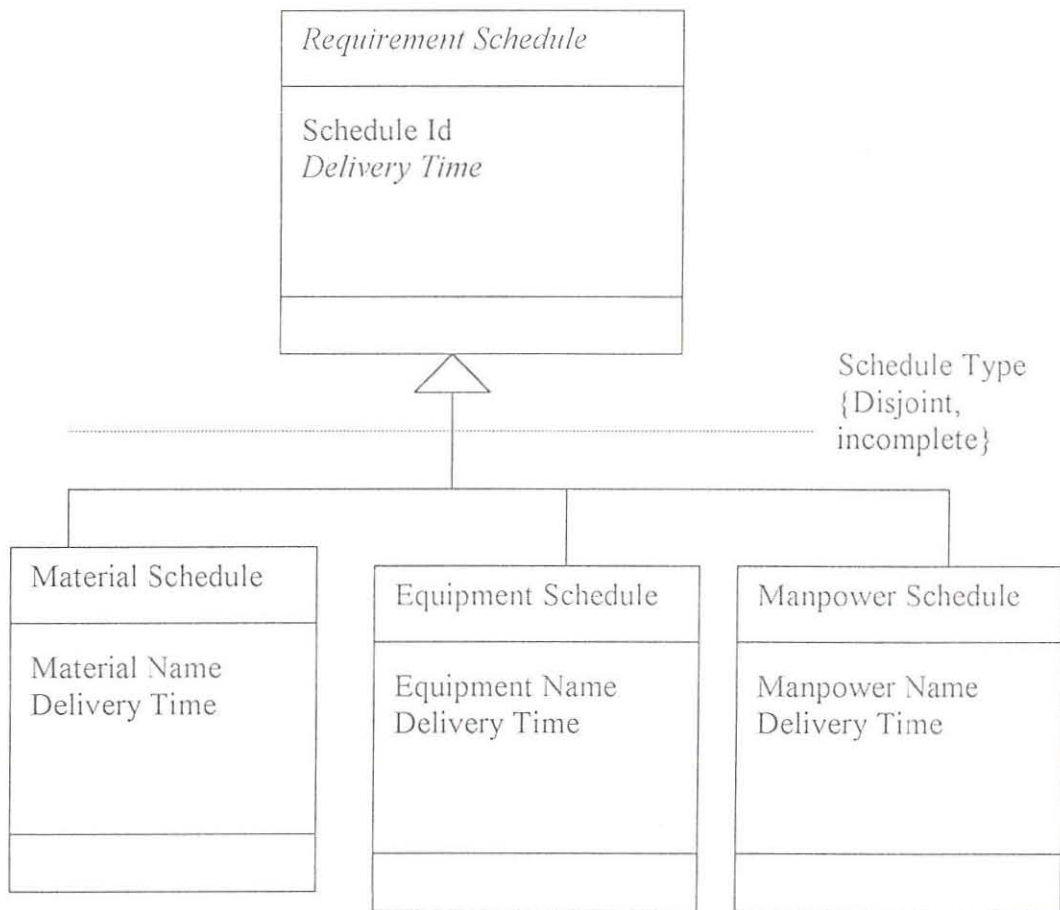 Requirement Schedule
Schedule Id
Delivery Time
Schedule Type
{Disjoint,
incomplete}
Material Schedule
Material Name
Delivery Time
Equipment Schedule
Equipment Name
Delivery Time
Manpower Schedule
Manpower Name
Delivery Time